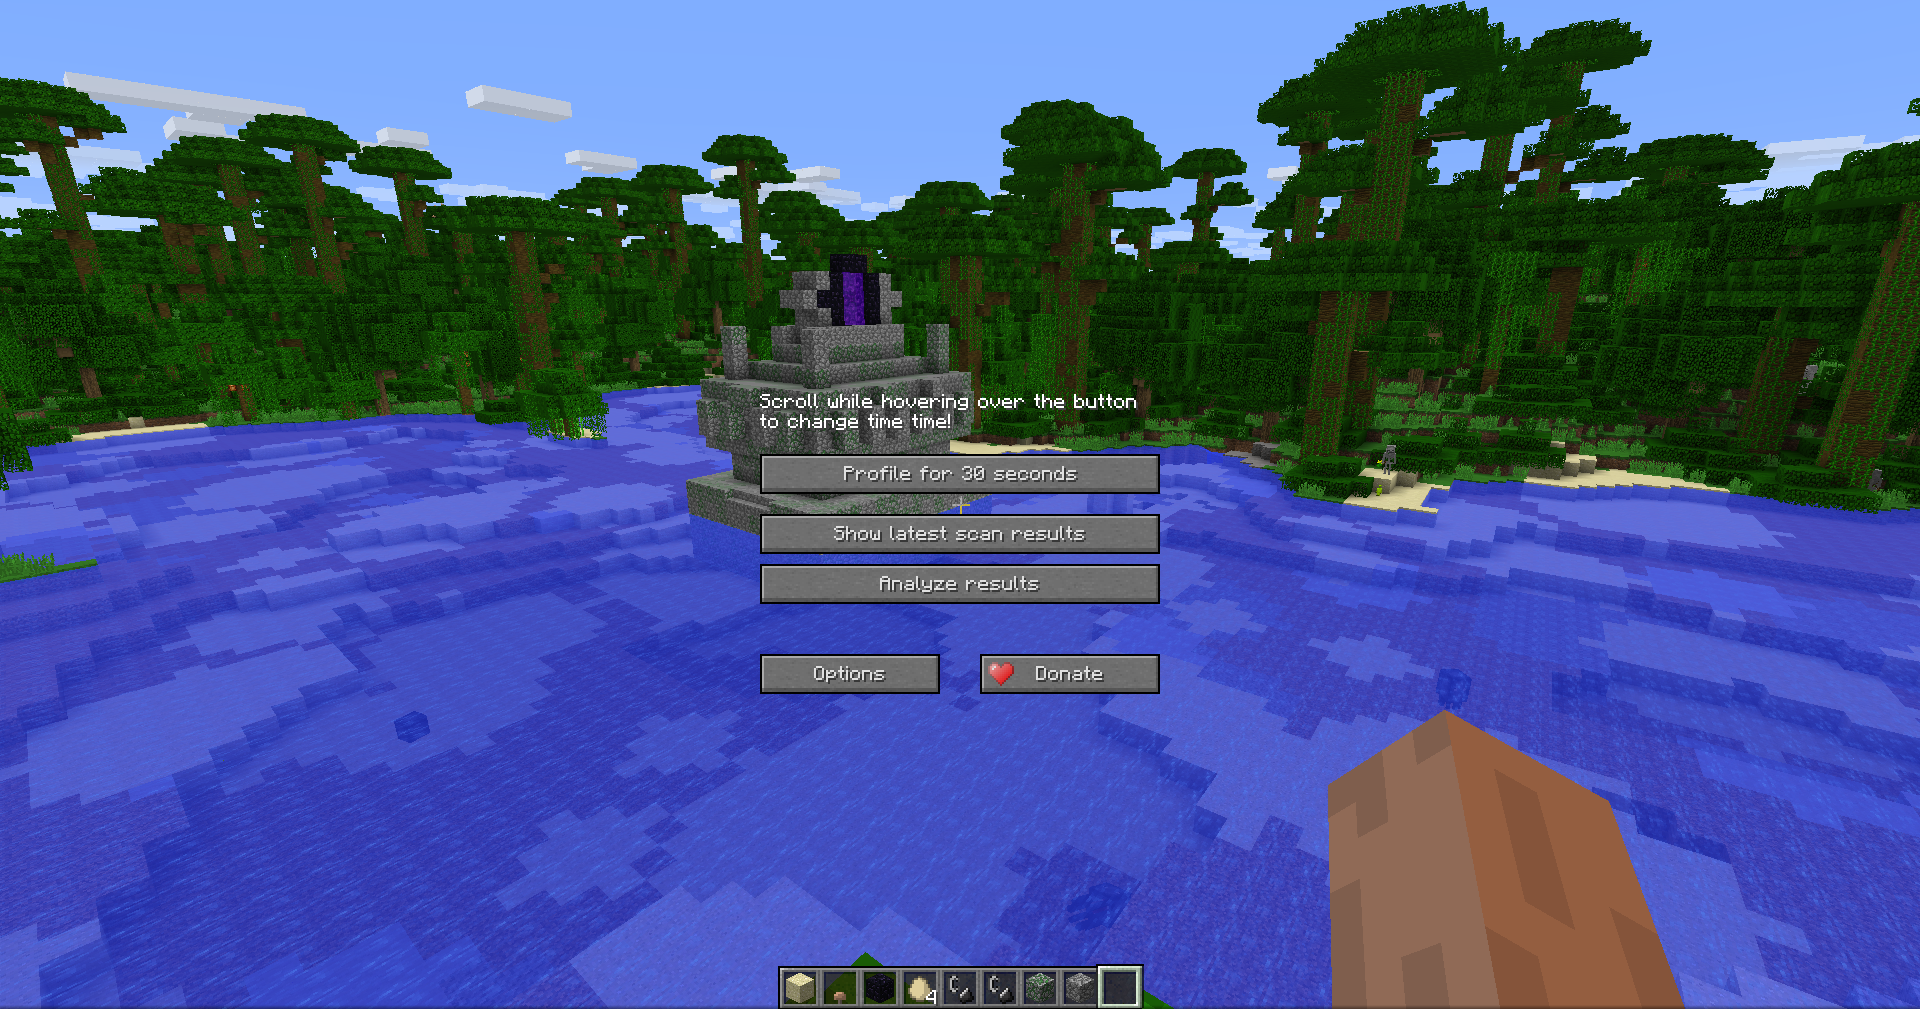 Scroll while hovering over the button
to change time time!
Profile for 30 seconds
Show latest scan results
Analyze results
Options
Donate
4